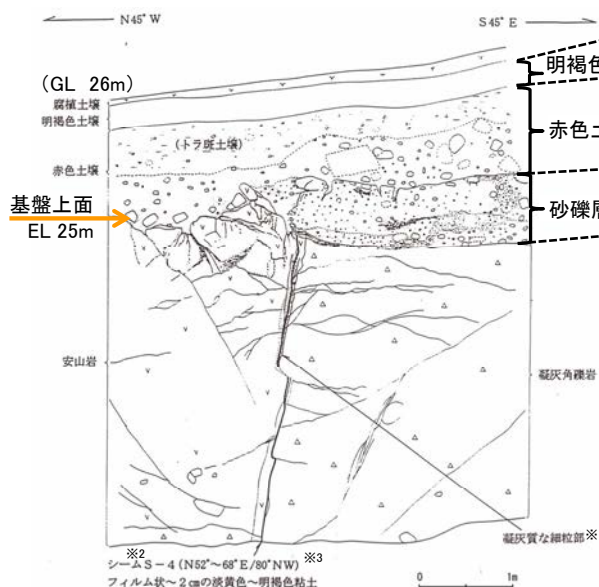 N45°W
S45°E
(GL 26m)
腐植土壌
明褐色土壌
(トラ斑土壌)
赤色土壌
基盤上面
EL 25m
明褐色
赤色土
砂礫層
安山岩
凝灰角礫岩
凝灰質な細粒部※
※2
シームS-4 (N52°~68°E/80°NW)※3
フィルム状~2cmの淡黄色~明褐色粘土
0 1m